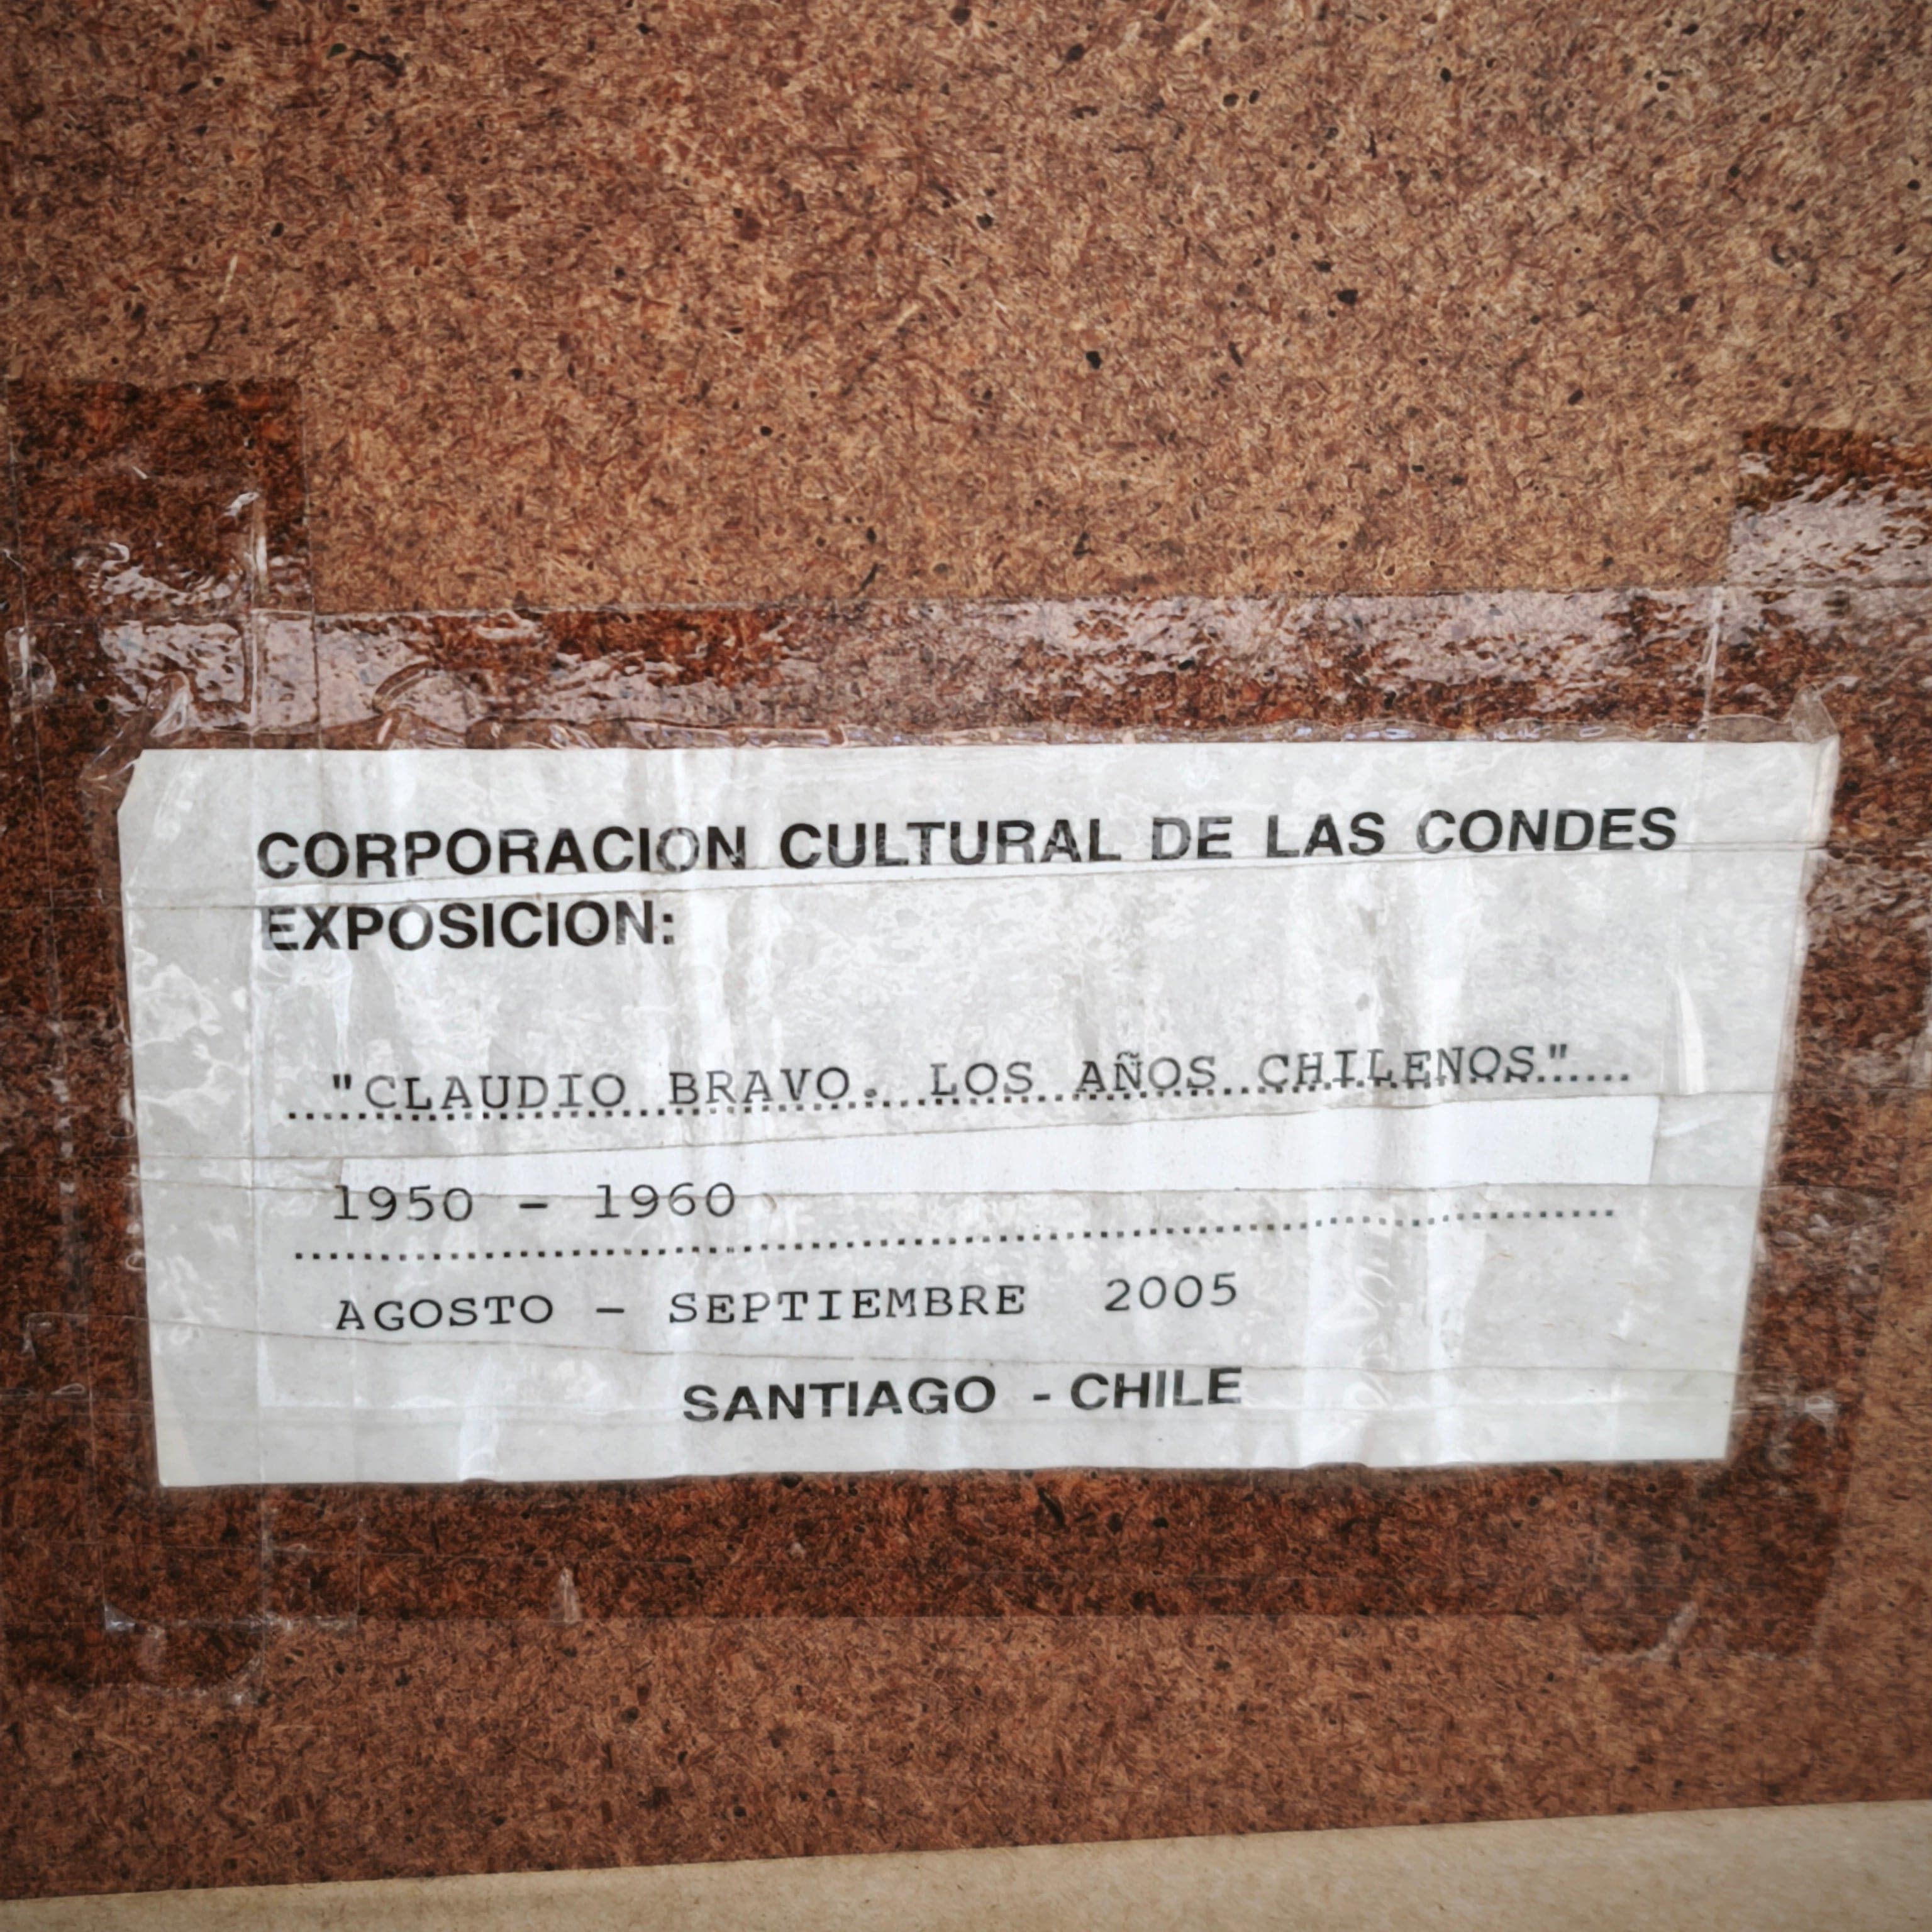 CORPORACION CULTURAL DE LAS CONDES
EXPOSICION:
"CLAUDIO BRAVO. LOS AÑOS CHILENOS"
1950 - 1960
AGOSTO - SEPTIEMBRE 2005
SANTIAGO - CHILE